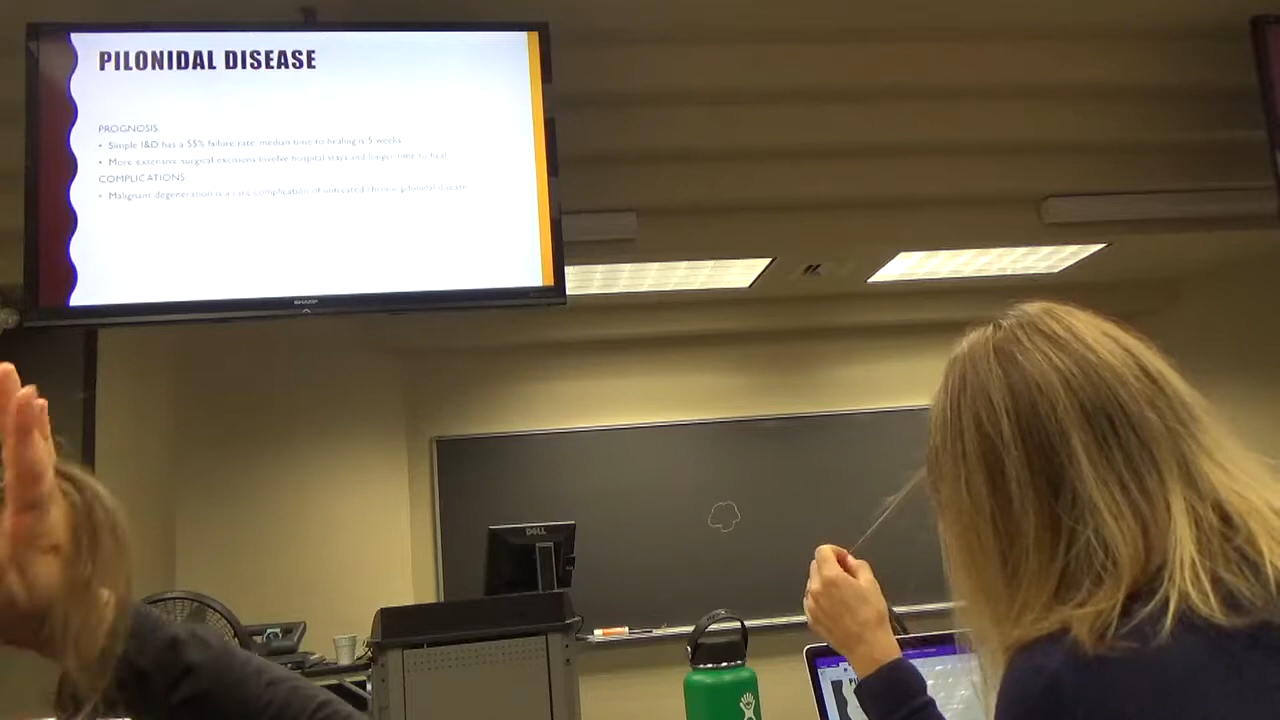 PILONIDAL DISEASE
PROGNOSIS
• Simple I&D has a 55% failure rate; median time to healing is 5 weeks
• More extensive surgical excisions involve hospital stays and longer time to heal
COMPLICATIONS
• Malignant degeneration is a rare complication of untreated chronic pilonidal disease
SHARP
DELL